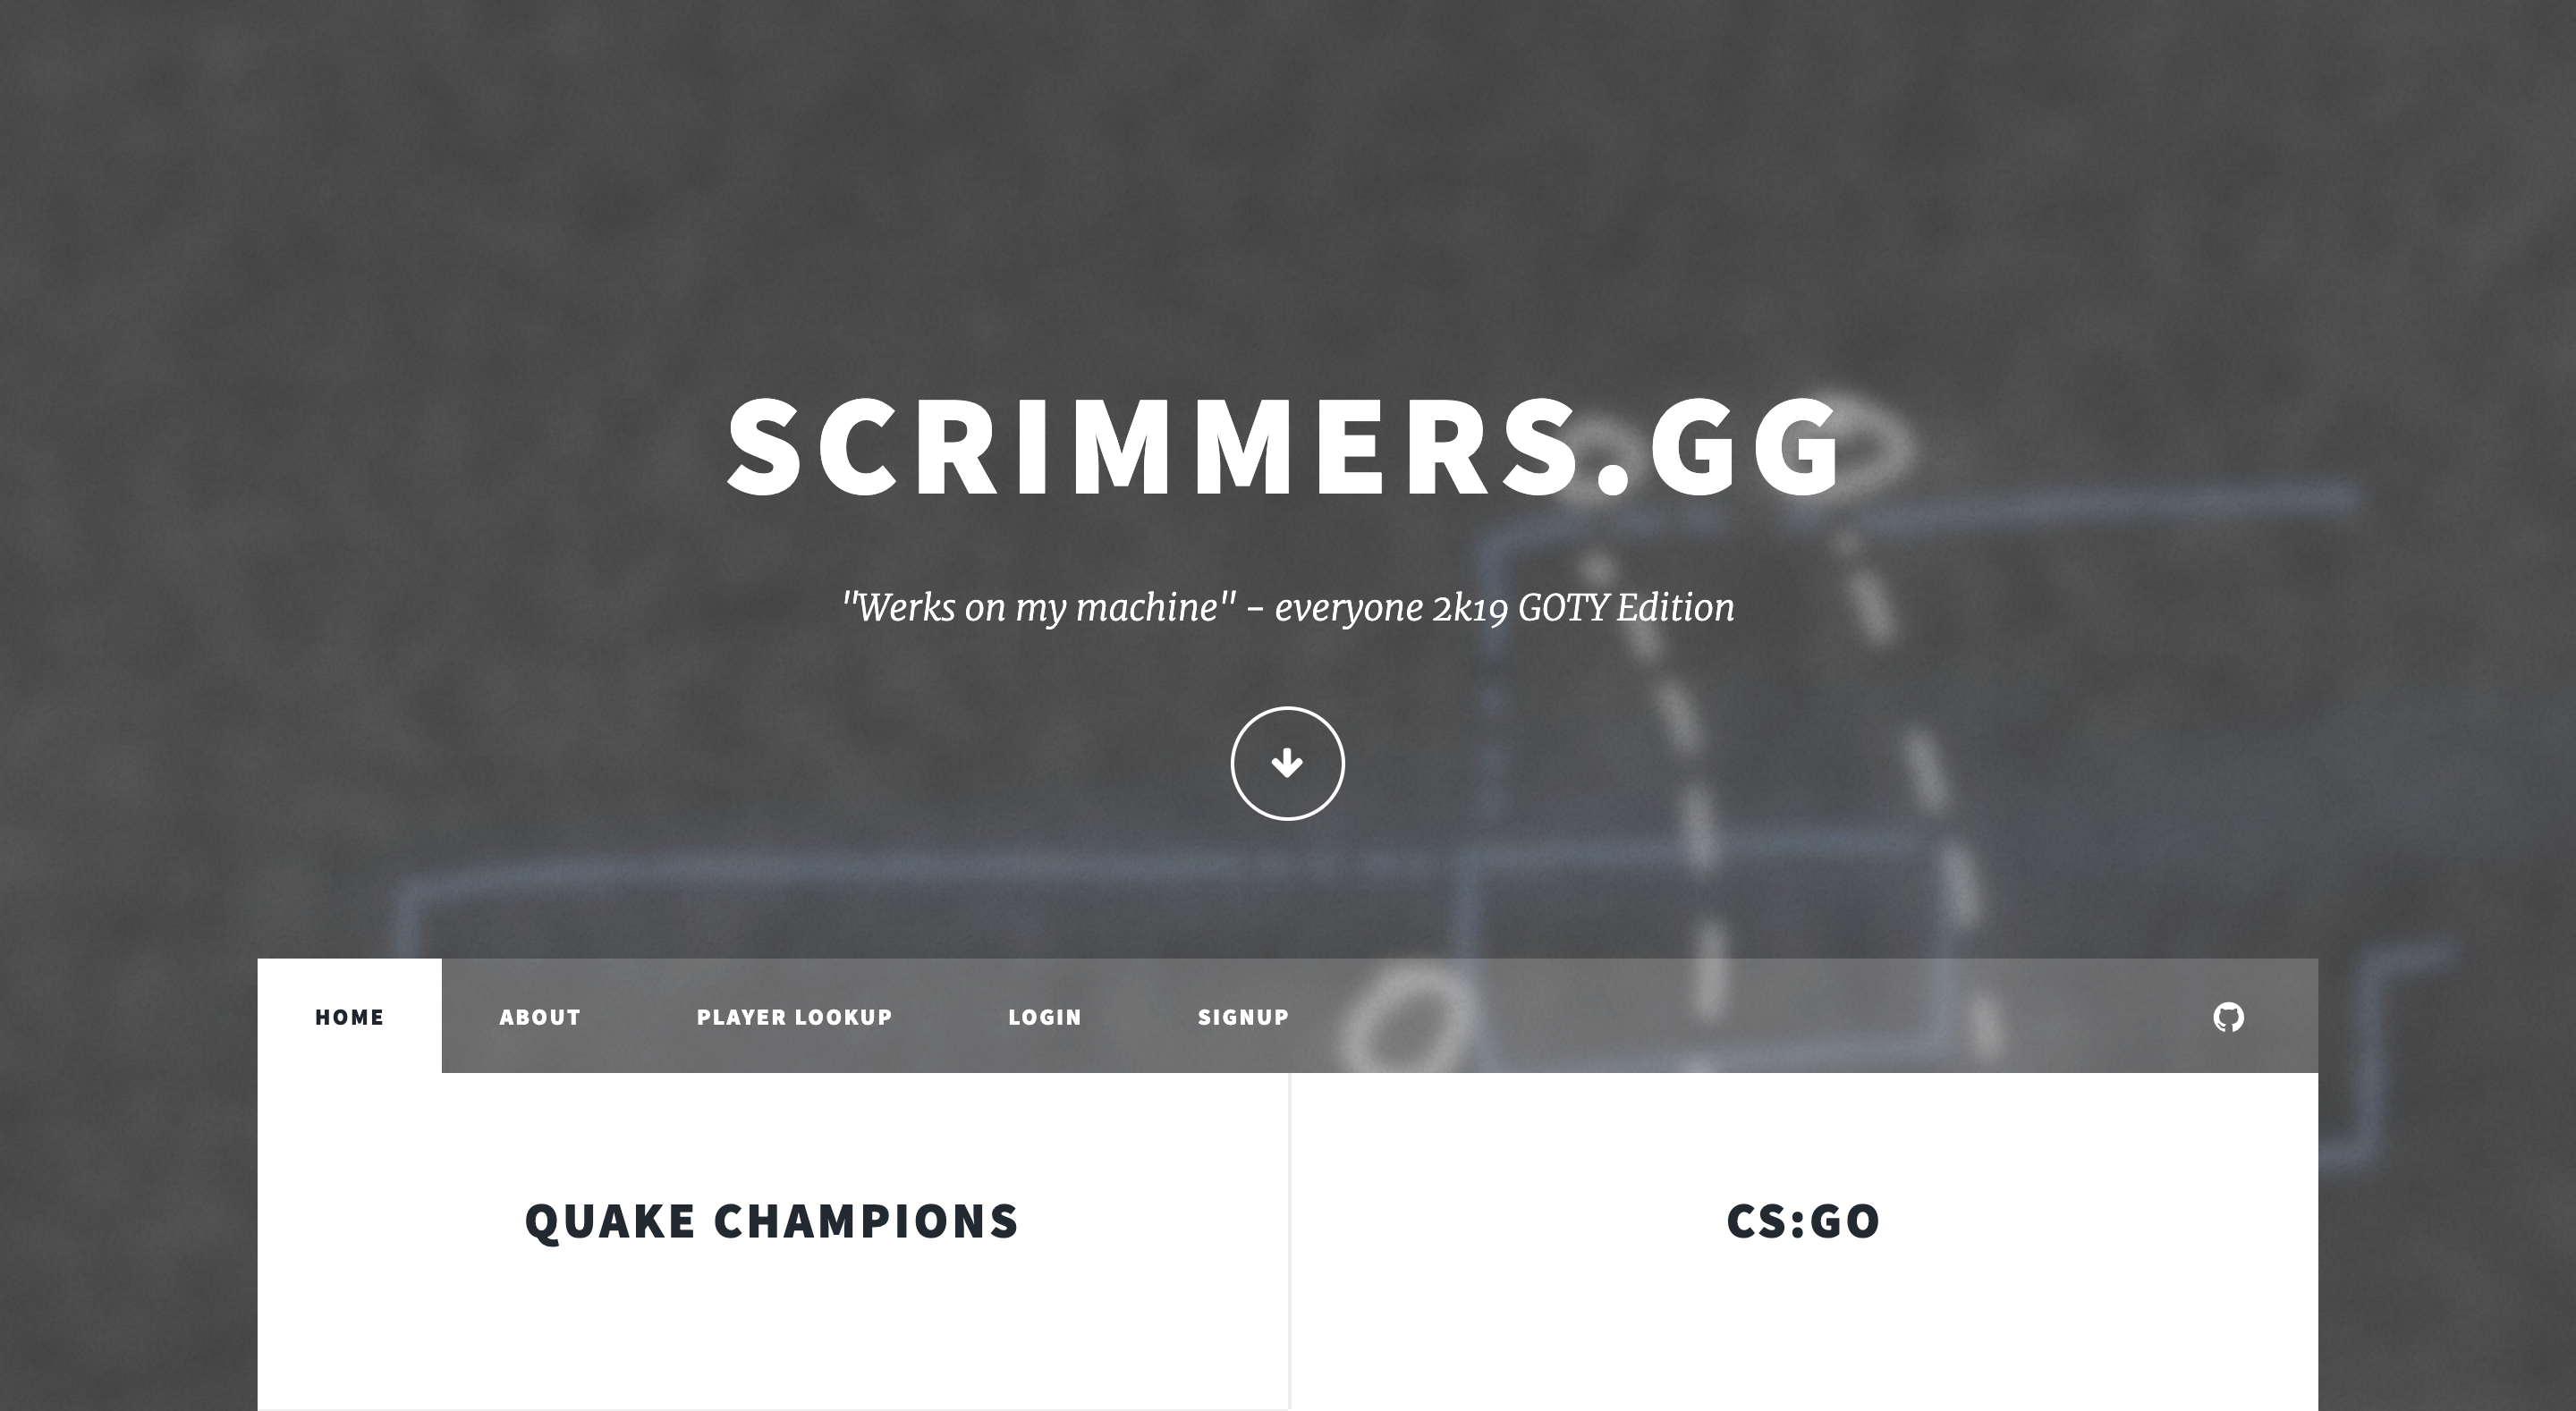 SCRIMMERS.GG
"Werks on my machine" - everyone 2k19 GOTY Edition
HOME ABOUT PLAYER LOOKUP LOGIN SIGNUP
QUAKE CHAMPIONS CS:GO